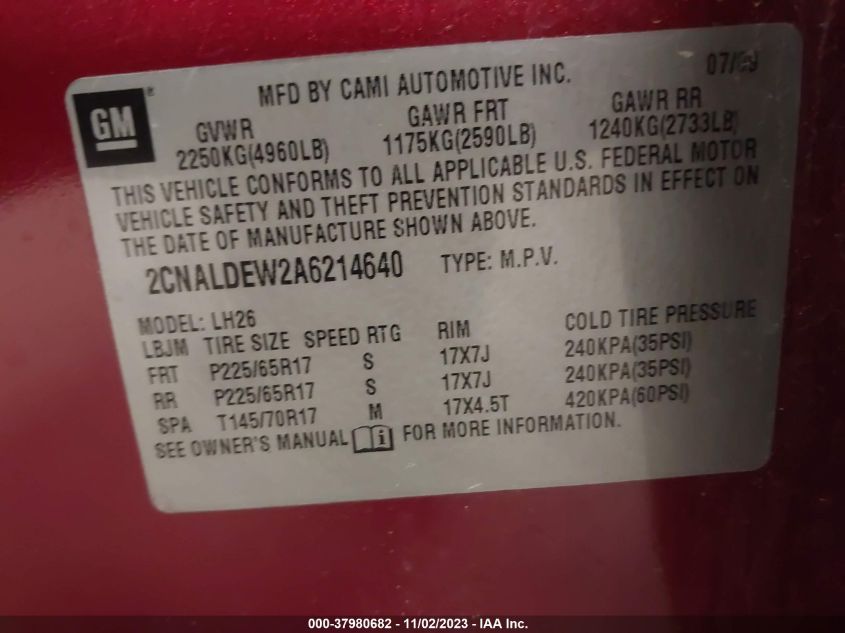 MFD BY CAMI AUTOMOTIVE INC. 07/09
GM®
GVWR GAWR FRT GAWR RR
2250KG(4960LB) 1175KG(2590LB) 1240KG(2733LB)
THIS VEHICLE CONFORMS TO ALL APPLICABLE U.S. FEDERAL MOTOR
VEHICLE SAFETY AND THEFT PREVENTION STANDARDS IN EFFECT ON
THE DATE OF MANUFACTURE SHOWN ABOVE.
2CNALDEW2A6214640 TYPE: M.P.V.
MODEL: LH26
LBJM TIRE SIZE SPEED RTG RIM COLD TIRE PRESSURE
FRT P225/65R17 S 17X7J 240KPA(35PSI)
RR P225/65R17 S 17X7J 240KPA(35PSI)
SPA T145/70R17 M 17X4.5T 420KPA(60PSI)
SEE OWNER'S MANUAL i FOR MORE INFORMATION.
000-37980682 - 11/02/2023 - IAA Inc.